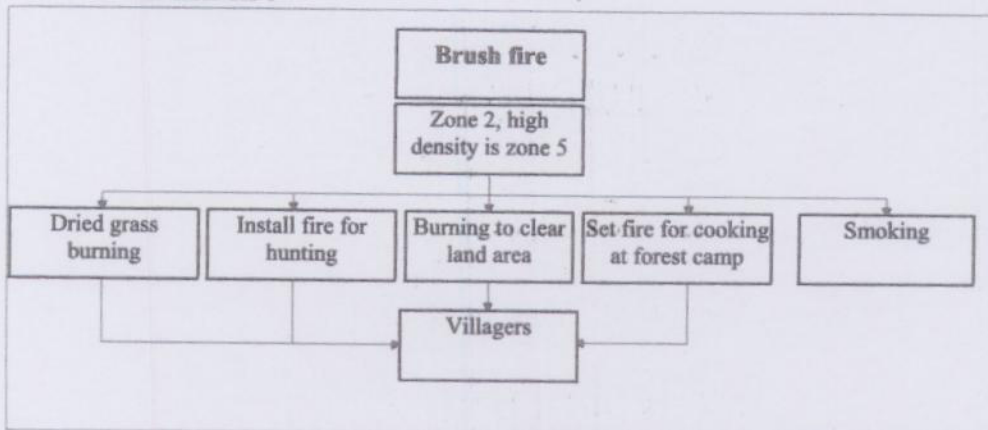 Brush fire
Zone 2, high
density is zone 5
Dried grass
burning
Install fire for
hunting
Burning to clear
land area
Set fire for cooking
at forest camp
Smoking
Villagers